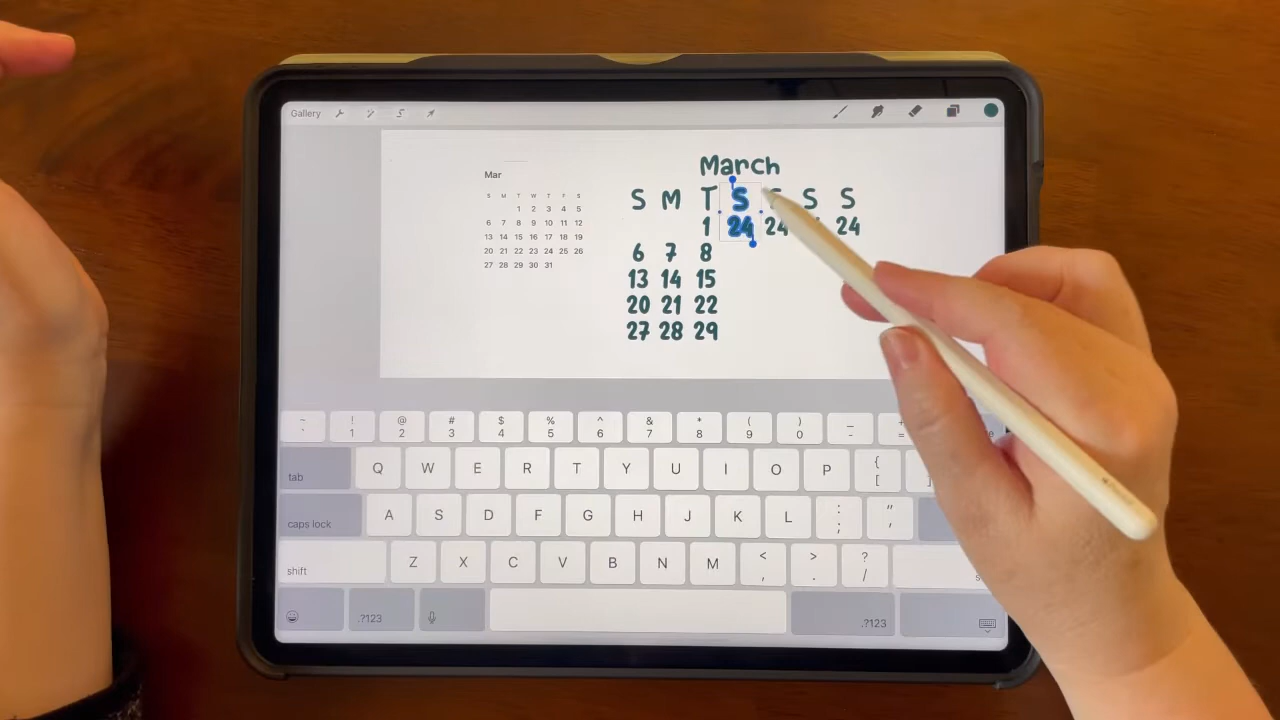 Gallery
Mar
S M T W T F S
1 2 3 4 5
6 7 8 9 10 11 12
13 14 15 16 17 18 19
20 21 22 23 24 25 26
27 28 29 30 31
March
S M T S S S
1 24 24 24
6 7 8
13 14 15
20 21 22
27 28 29
~ ! @ # $ % ^ & * ( ) _ +
` 1 2 3 4 5 6 7 8 9 0 - =
tab Q W E R T Y U I O P { [ ]
caps lock A S D F G H J K L : ; " '
shift Z X C V B N M < , > . ? / s
.?123 .?123